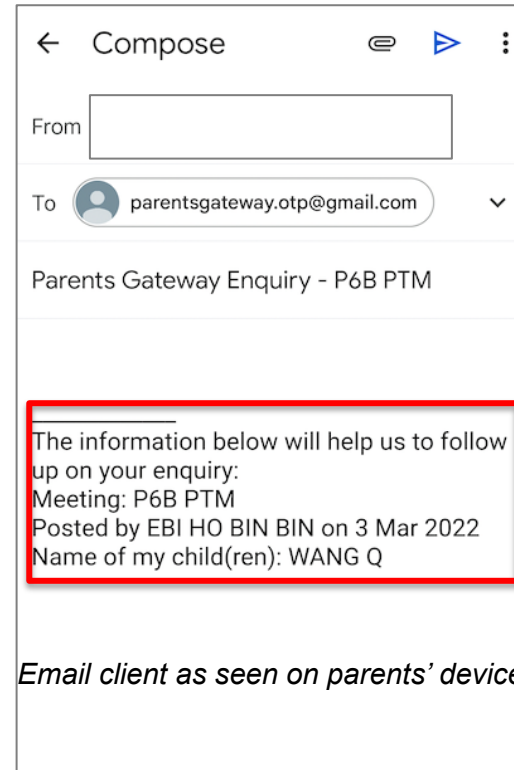 Compose
From
To parentsgateway.otp@gmail.com
Parents Gateway Enquiry - P6B PTM
The information below will help us to follow
up on your enquiry:
Meeting: P6B PTM
Posted by EBI HO BIN BIN on 3 Mar 2022
Name of my child(ren): WANG Q
Email client as seen on parents’ device